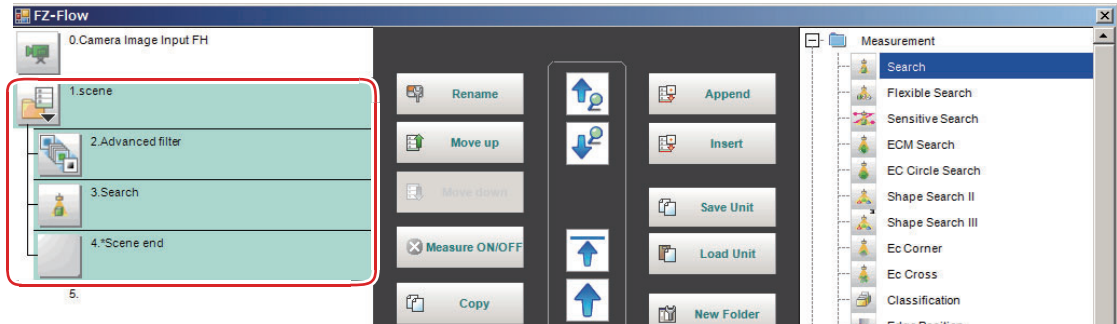 FZ-Flow
0.Camera Image Input FH
1.scene
2.Advanced filter
3.Search
4.*Scene end
5.
Rename
Move up
Move down
Measure ON/OFF
Copy
Append
Insert
Save Unit
Load Unit
New Folder
Measurement
Search
Flexible Search
Sensitive Search
ECM Search
EC Circle Search
Shape Search II
Shape Search III
Ec Corner
Ec Cross
Classification